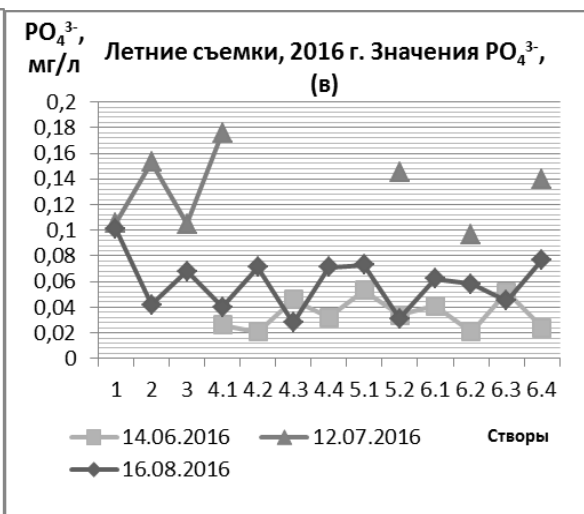 PO₄³⁻,
мг/л
Летние съемки, 2016 г. Значения PO₄³⁻,
(в)
0,2
0,18
0,16
0,14
0,12
0,1
0,08
0,06
0,04
0,02
0
1 2 3 4.1 4.2 4.3 4.4 5.1 5.2 6.1 6.2 6.3 6.4
14.06.2016 12.07.2016 Створы
16.08.2016